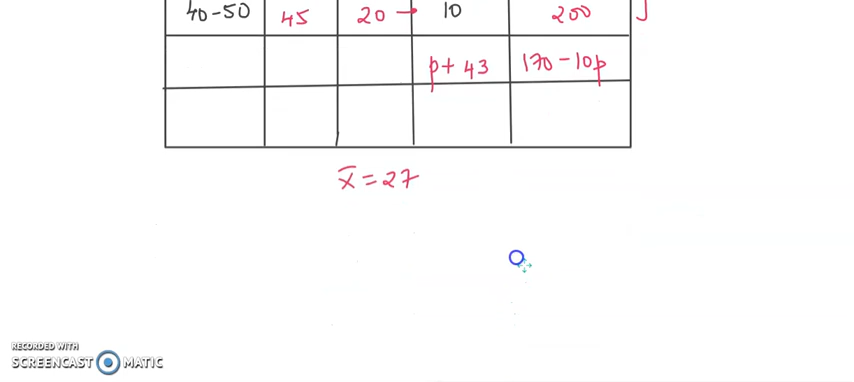 40-50 45 20 → 10 200
p + 43 170 - 10p
x̄ = 27
RECORDED WITH
SCREENCAST MATIC